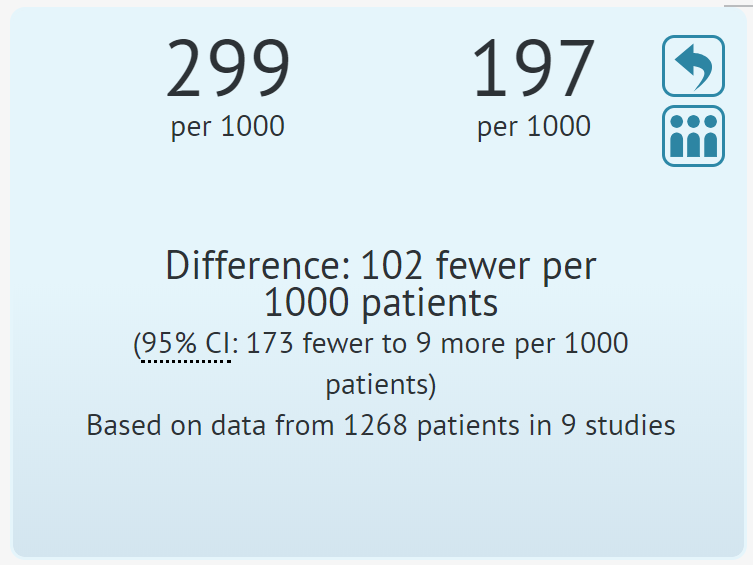 299 197
per 1000 per 1000
Difference: 102 fewer per
1000 patients
(95% CI: 173 fewer to 9 more per 1000
patients)
Based on data from 1268 patients in 9 studies